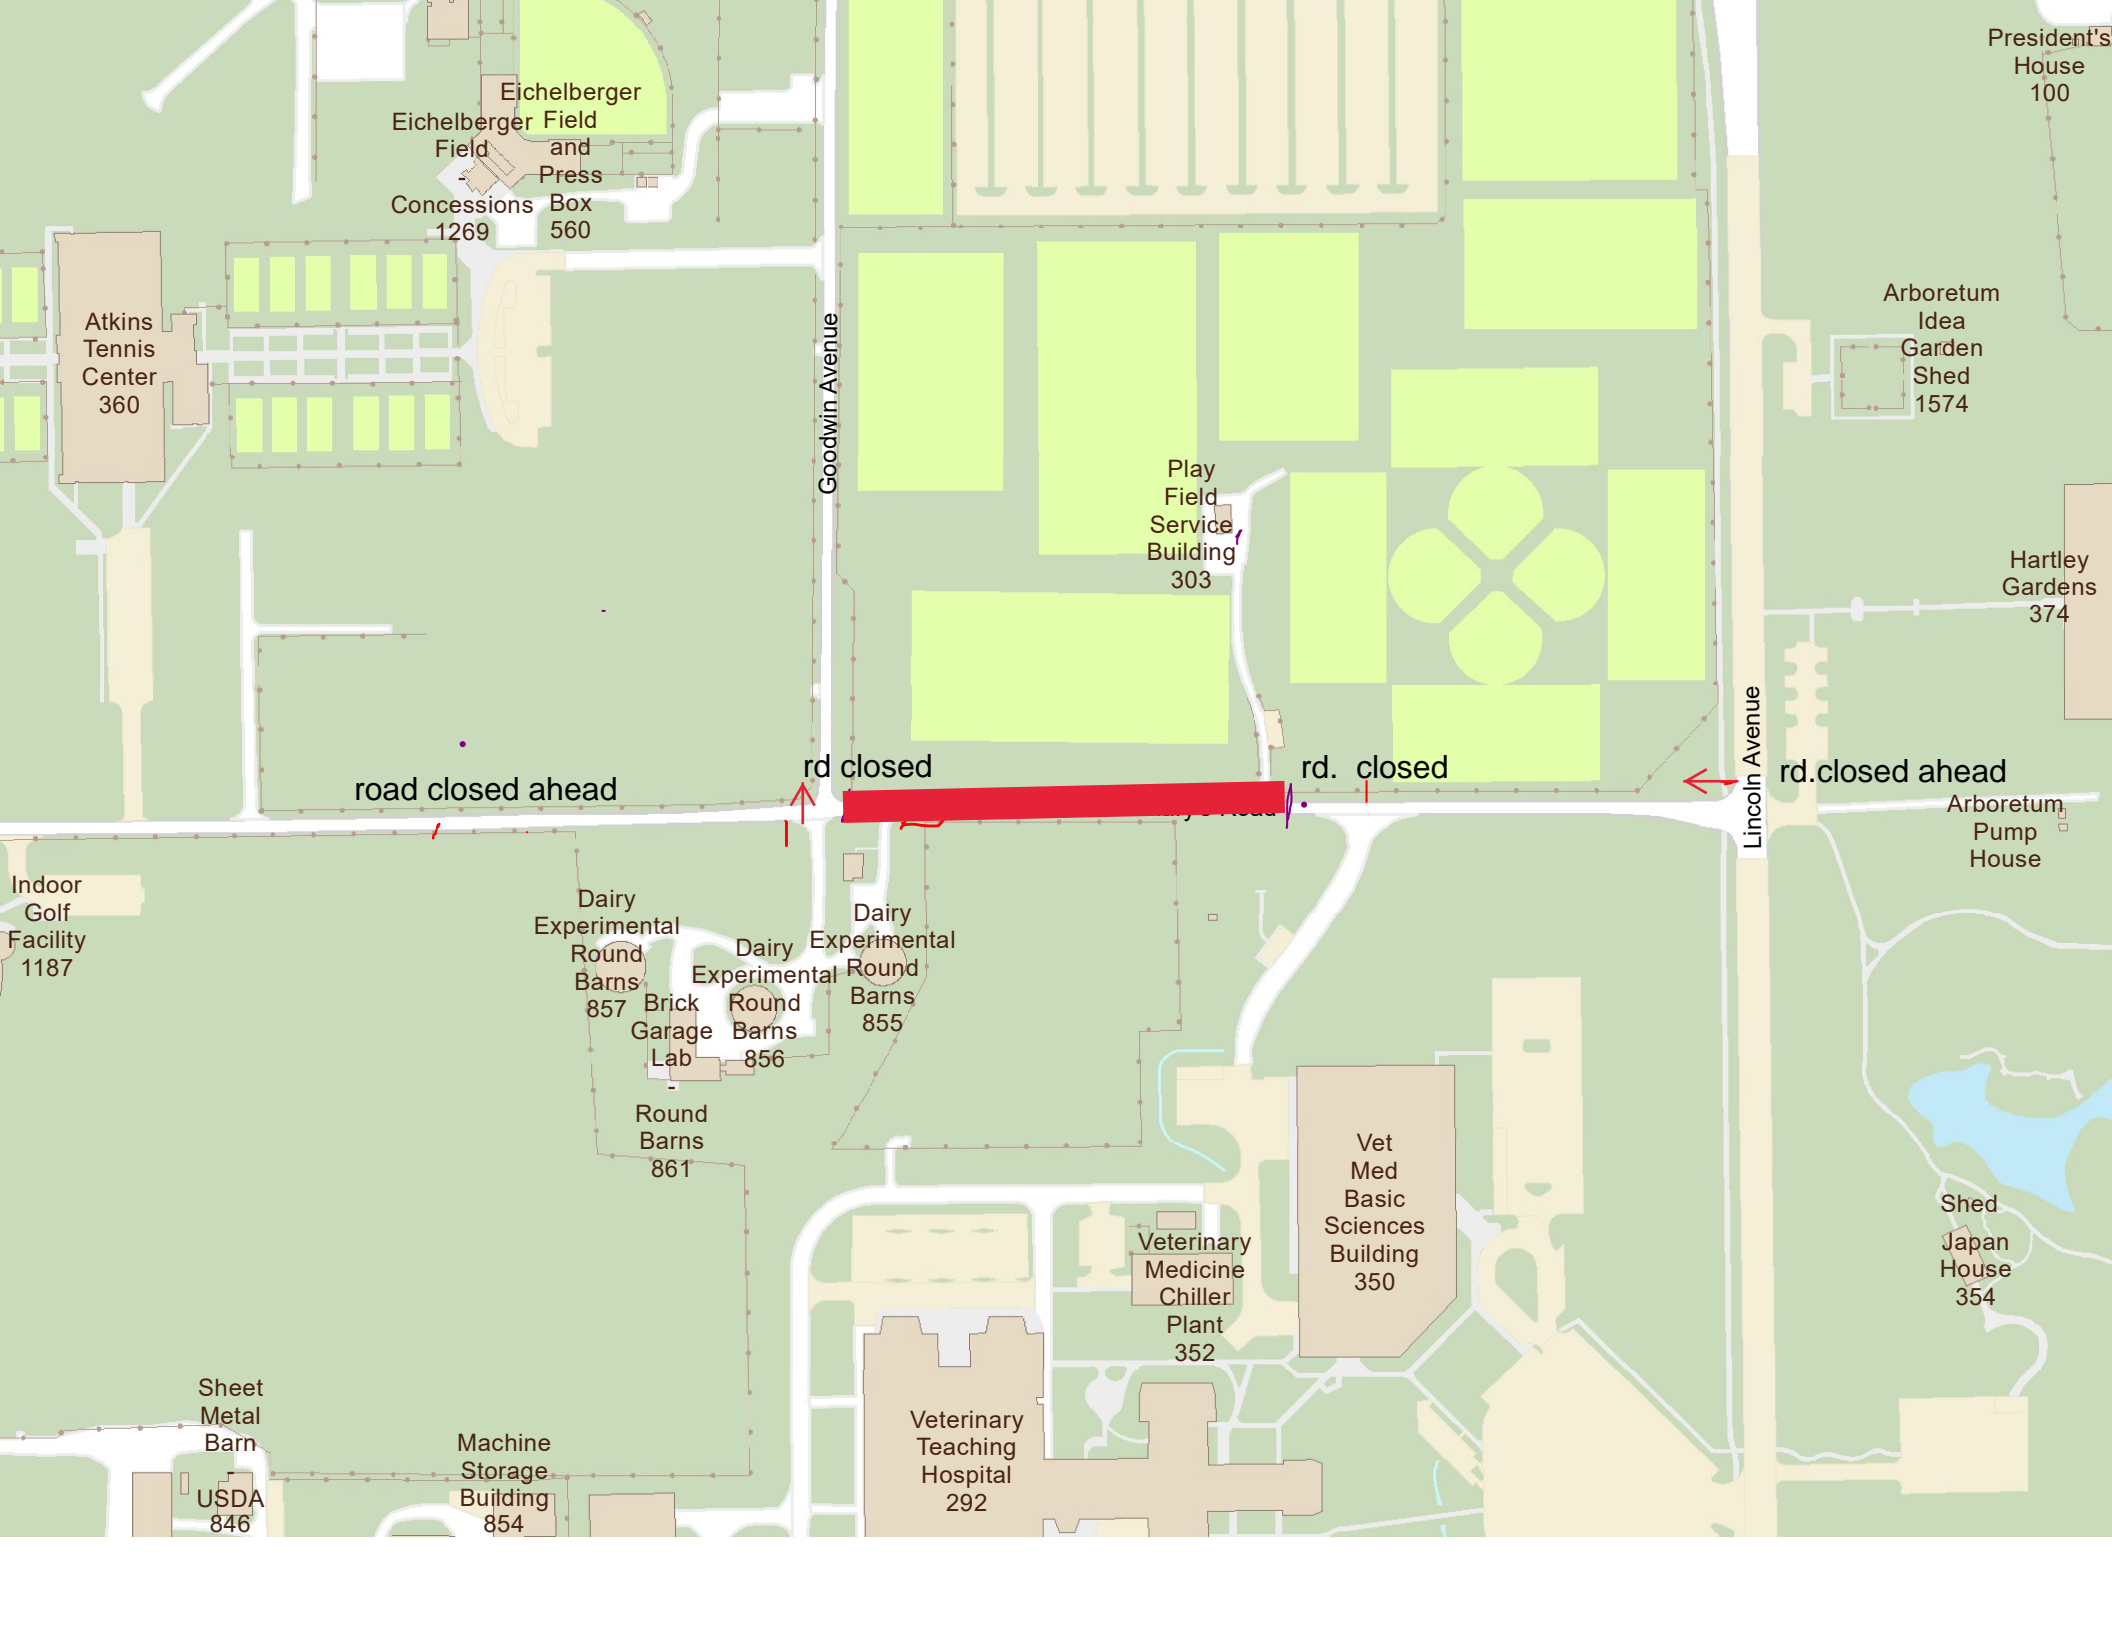 President's
House
100
Eichelberger
Field
and
Press
Box
560
Eichelberger
Field
Concessions
1269
Arboretum
Idea
Garden
Shed
1574
Atkins
Tennis
Center
360
Goodwin Avenue
Play
Field
Service
Building
303
Hartley
Gardens
374
Lincoln Avenue
road closed ahead
rd closed
rd. closed
rd.closed ahead
Road
Arboretum
Pump
House
Indoor
Golf
Facility
1187
Dairy
Experimental
Round
Barns
857
Dairy
Experimental
Round
Barns
856
Dairy
Experimental
Round
Barns
855
Brick
Garage
Lab
Round
Barns
861
Vet
Med
Basic
Sciences
Building
350
Veterinary
Medicine
Chiller
Plant
352
Shed
Japan
House
354
Sheet
Metal
Barn
USDA
846
Machine
Storage
Building
854
Veterinary
Teaching
Hospital
292